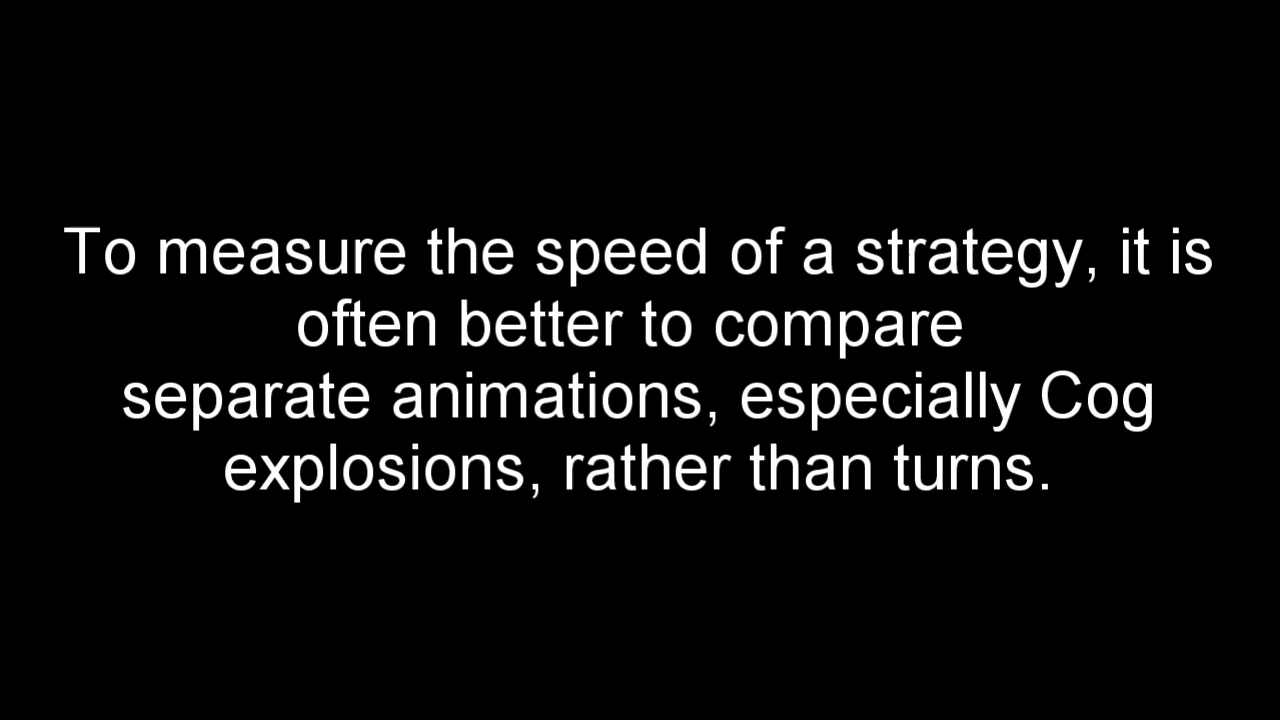 To measure the speed of a strategy, it is
often better to compare
separate animations, especially Cog
explosions, rather than turns.